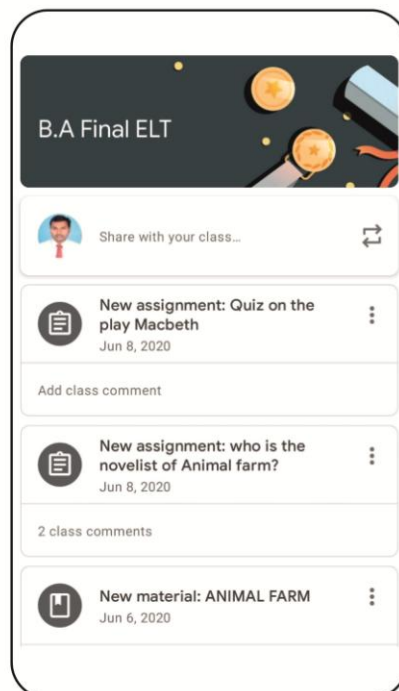 B.A Final ELT
Share with your class...
New assignment: Quiz on the
play Macbeth
Jun 8, 2020
Add class comment
New assignment: who is the
novelist of Animal farm?
Jun 8, 2020
2 class comments
New material: ANIMAL FARM
Jun 6, 2020